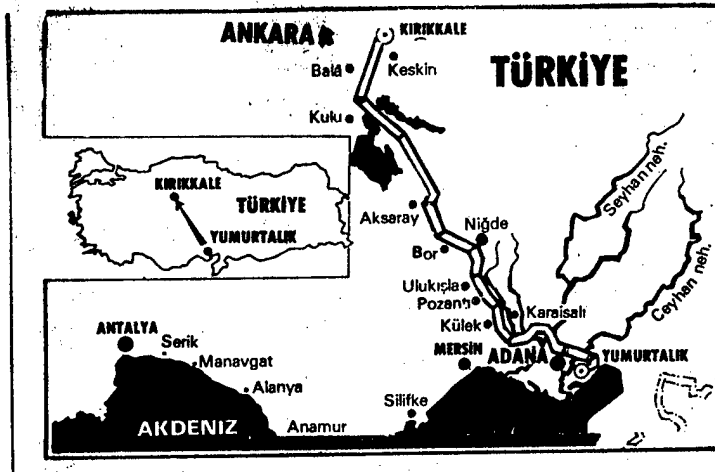 ANKARA
KIRIKKALE
Balâ
Keskin
TÜRKİYE
Kulu
KIRIKKALE
TÜRKİYE
YUMURTALIK
Aksaray
Niğde
Bor
Seyhan neh.
Ceyhan neh.
Ulukışla
Pozantı
Karaisalı
Külek
ANTALYA
Serik
Manavgat
Alanya
MERSİN
ADANA
YUMURTALIK
Silifke
AKDENİZ
Anamur